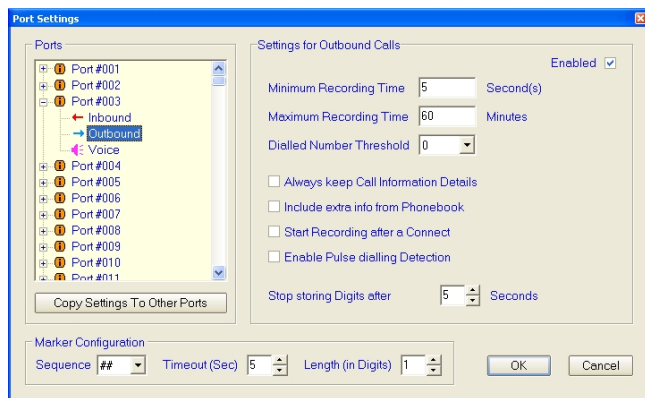 Port Settings
Ports
Port #001
Port #002
Port #003
Inbound
Outbound
Voice
Port #004
Port #005
Port #006
Port #007
Port #008
Port #009
Port #010
Port #011
Copy Settings To Other Ports
Settings for Outbound Calls
Enabled
Minimum Recording Time 5 Second(s)
Maximum Recording Time 60 Minutes
Dialled Number Threshold 0
Always keep Call Information Details
Include extra info from Phonebook
Start Recording after a Connect
Enable Pulse dialling Detection
Stop storing Digits after 5 Seconds
Marker Configuration
Sequence ## Timeout (Sec) 5 Length (in Digits) 1
OK Cancel